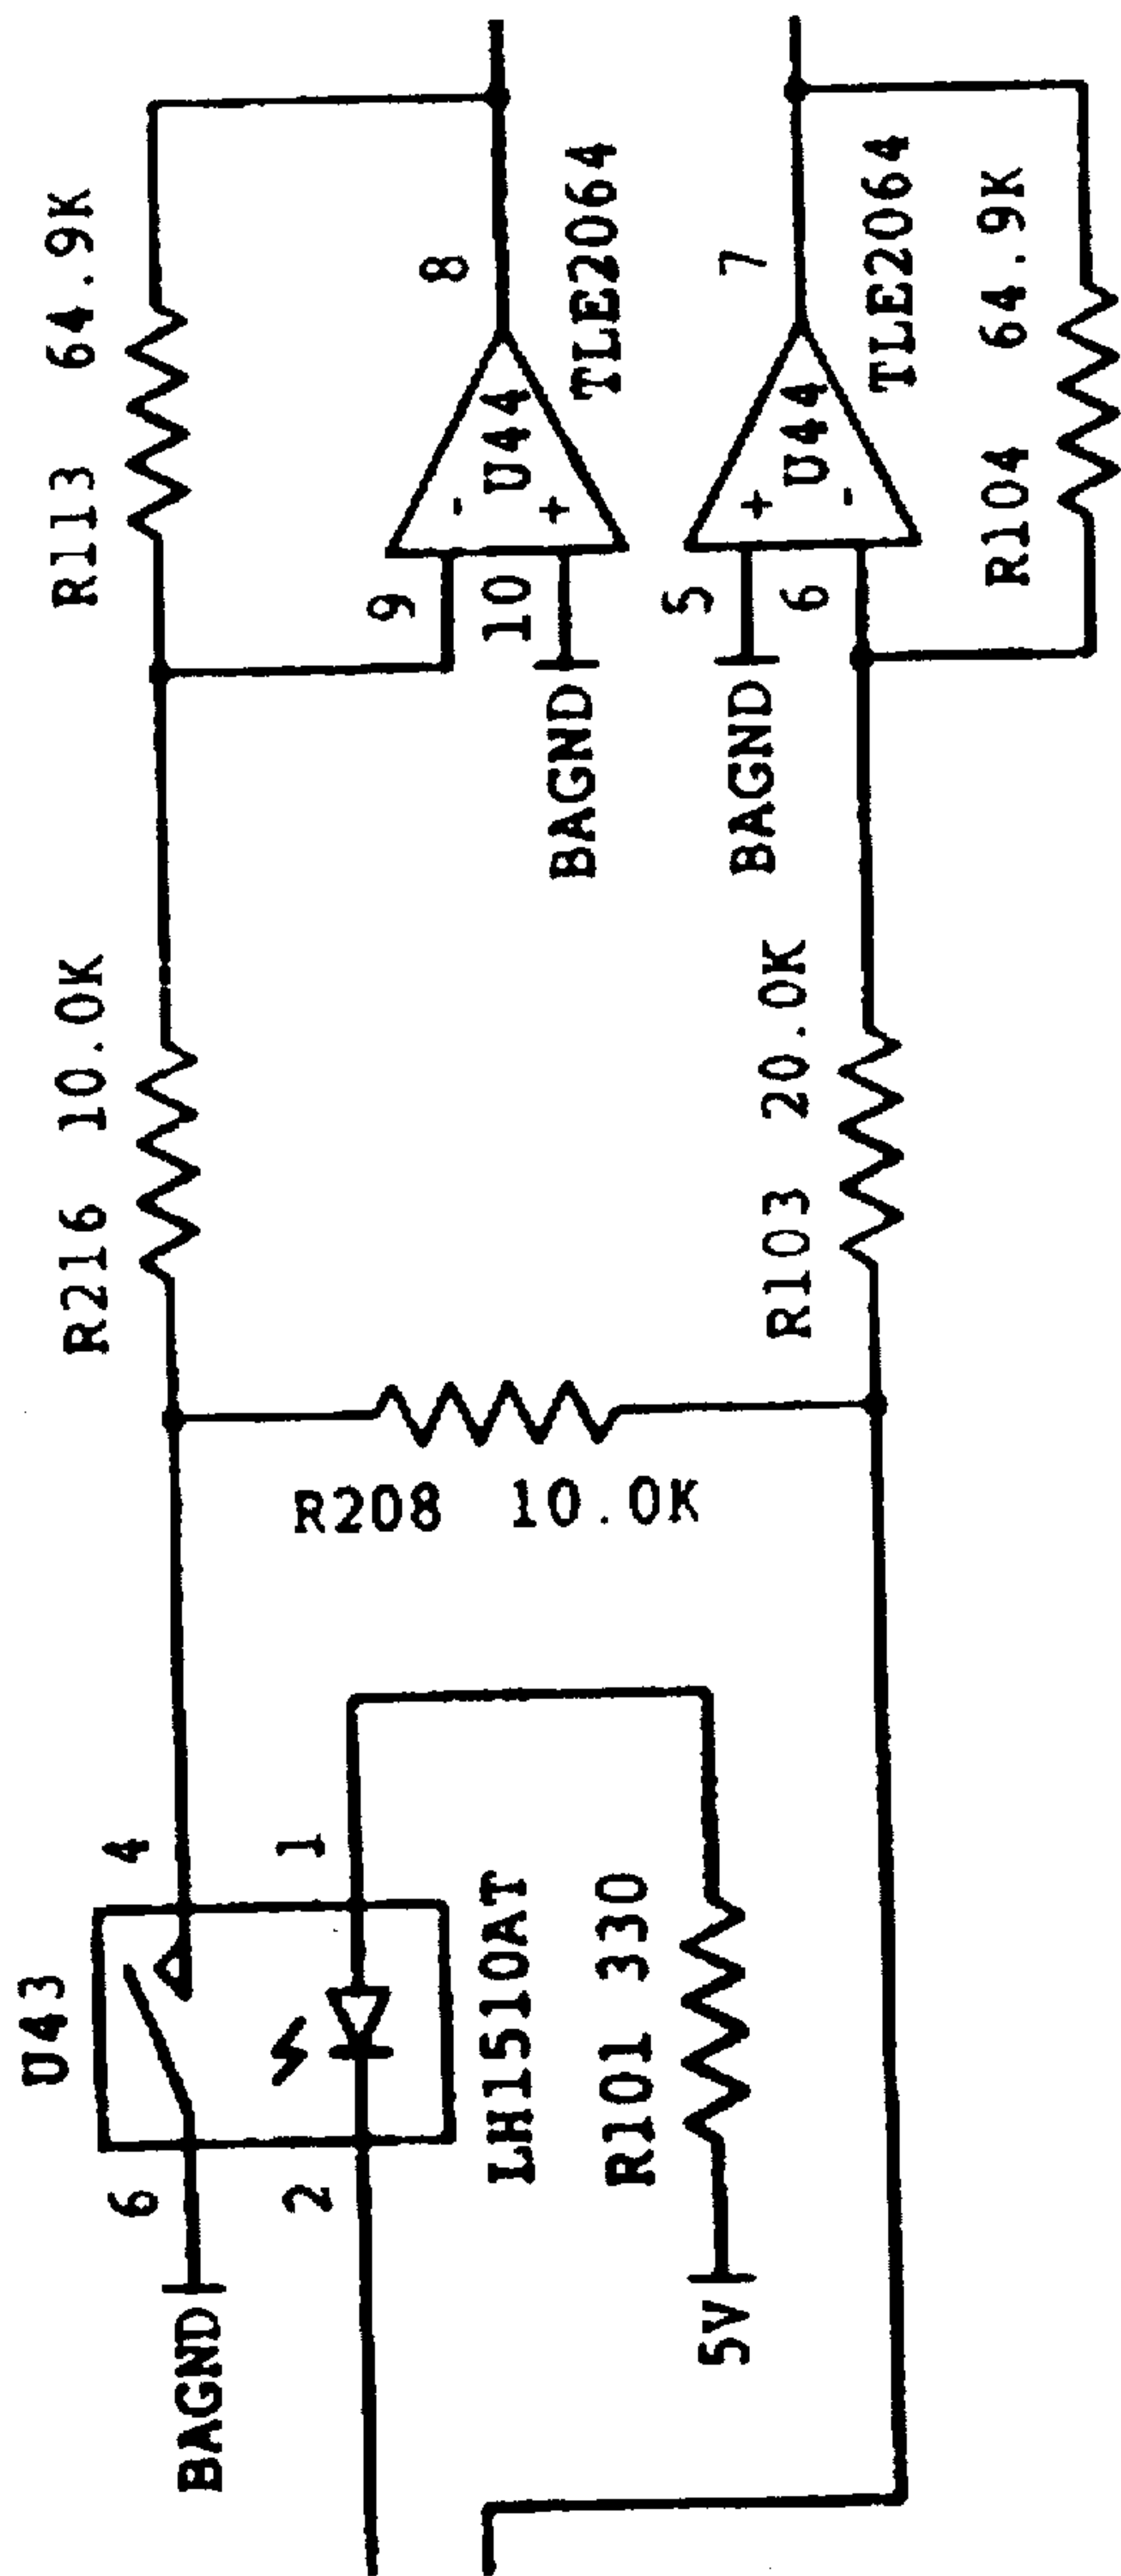 U43
BAGND
6
4
2
1
LH1510AT
R101 330
5V
R208 10.0K
R216 10.0K
R113 64.9K
9
8
-
U44
+
10
BAGND
TLE2064
BAGND
5
7
+
U44
-
6
TLE2064
R103 20.0K
R104 64.9K